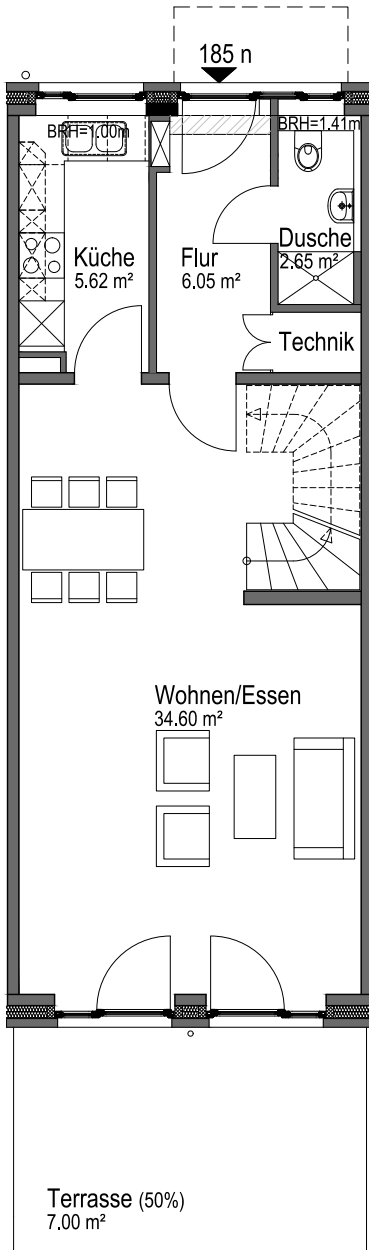 185 n
BRH=1.00m
BRH=1.41m
Küche
5.62 m²
Flur
6.05 m²
Dusche
2.65 m²
Technik
Wohnen/Essen
34.60 m²
Terrasse (50%)
7.00 m²